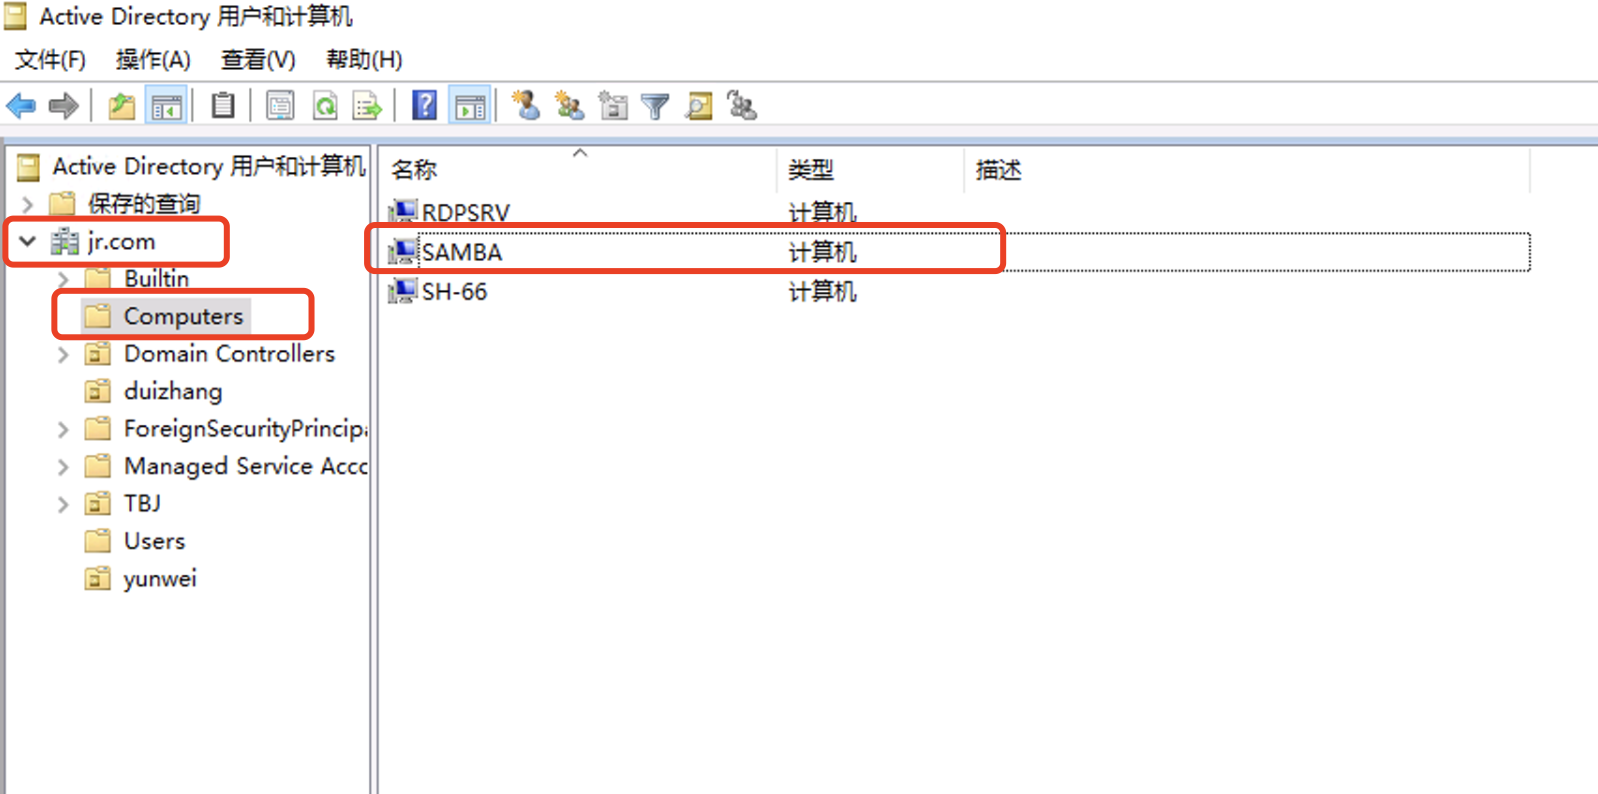 Active Directory 用户和计算机
文件(F) 操作(A) 查看(V) 帮助(H)
Active Directory 用户和计算机
保存的查询
jr.com
Builtin
Computers
Domain Controllers
duizhang
ForeignSecurityPrincipa
Managed Service Acc
TBJ
Users
yunwei
名称 类型 描述
RDPSRV 计算机
SAMBA 计算机
SH-66 计算机